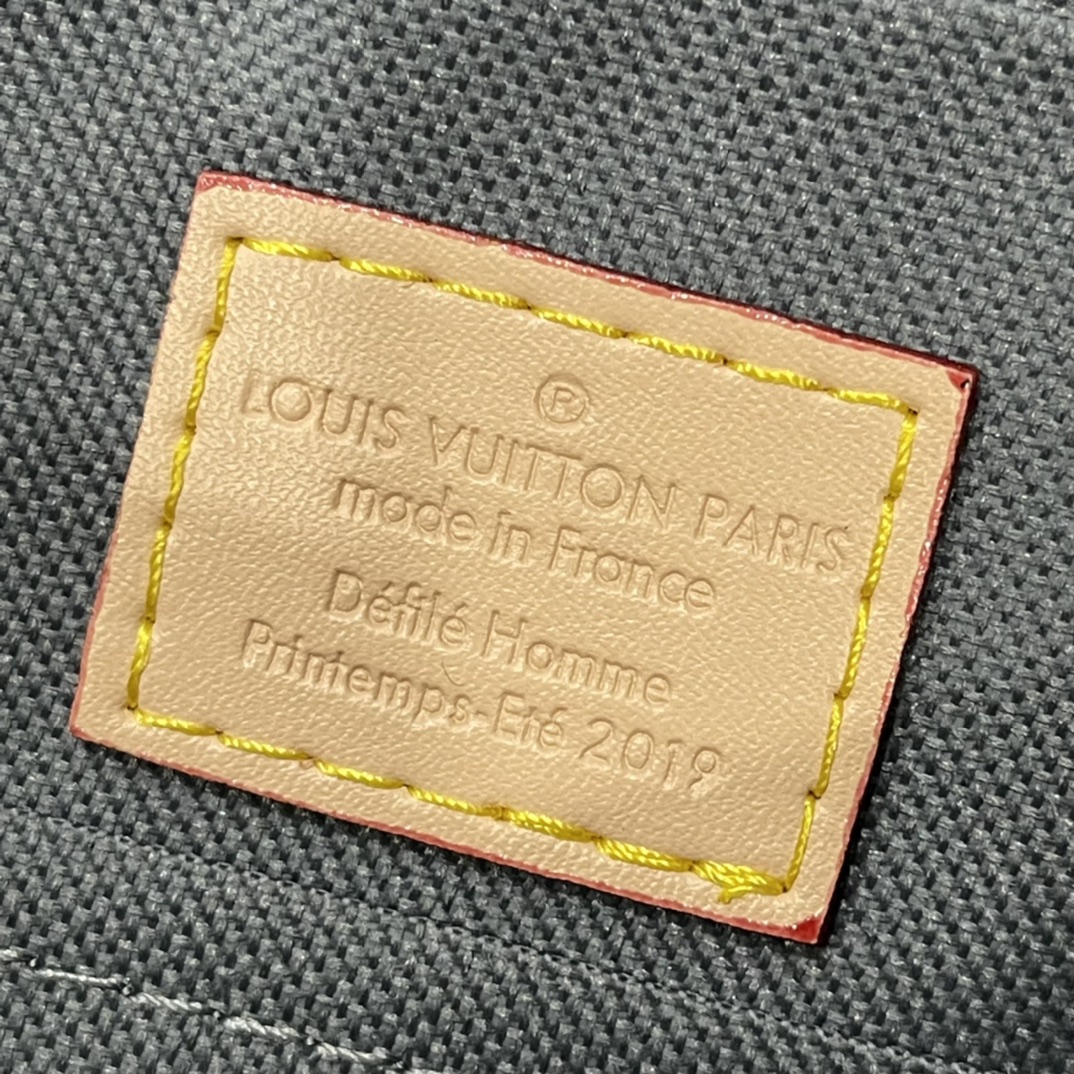 ®
LOUIS VUITTON PARIS
made in France
Défilé Homme
Printemps-Eté 2019